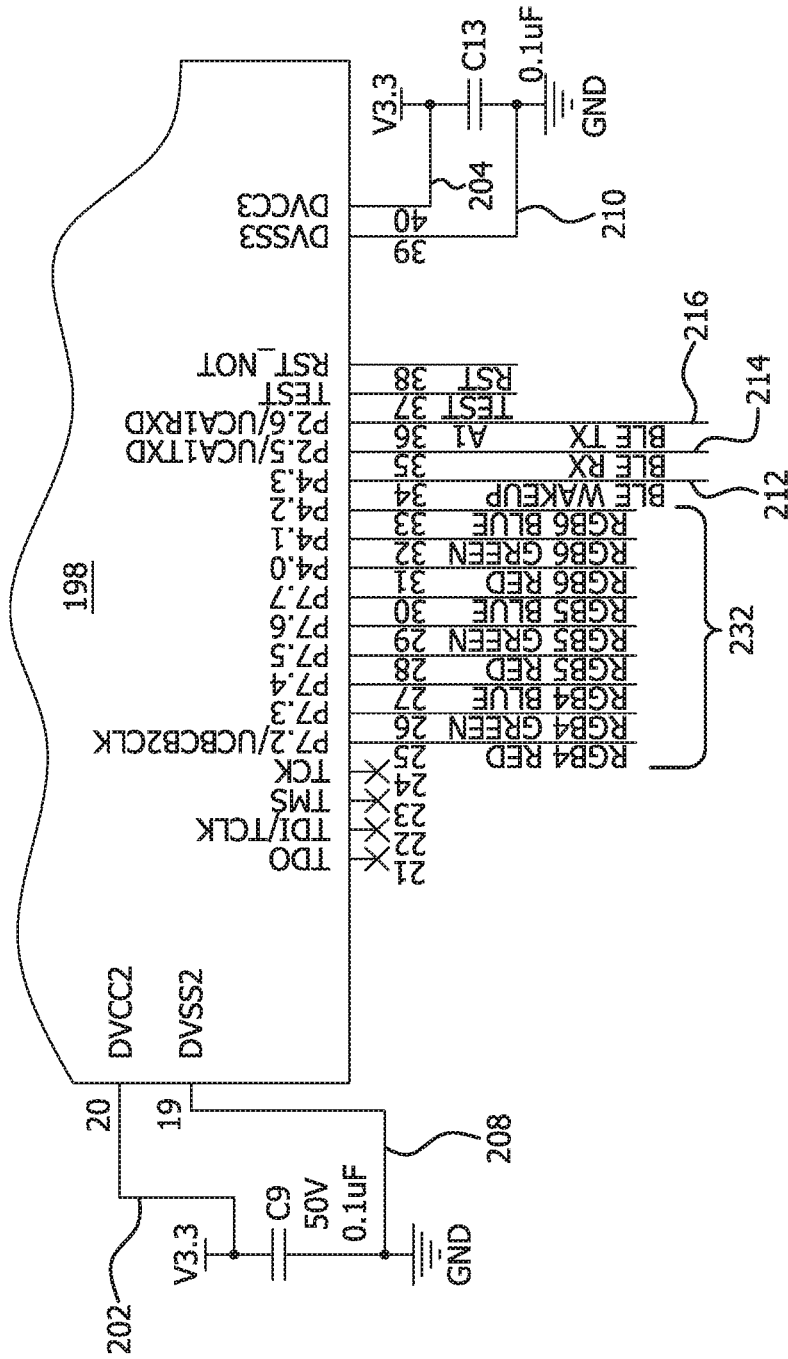 198
DVCC3
DVSS3
RST_NOT
TEST
P2.6/UCA1RXD
P2.5/UCA1TXD
P4.3
P4.2
P4.1
P4.0
P7.7
P7.6
P7.5
P7.4
P7.3
P7.2/UCBCB2CLK
TCK
TMS
TDI/TCLK
TDO
40
39
38 RST
37 TEST
36 A1 BLE TX
35 BLE RX
34 BLE WAKEUP
33 RGB6 BLUE
32 RGB6 GREEN
31 RGB6 RED
30 RGB5 BLUE
29 RGB5 GREEN
28 RGB5 RED
27 RGB4 BLUE
26 RGB4 GREEN
25 RGB4 RED
24
23
22
21
V3.3
C13
0.1uF
GND
204
210
216
214
212
232
DVCC2
DVSS2
20
19
V3.3
C9
50V
0.1uF
GND
202
208